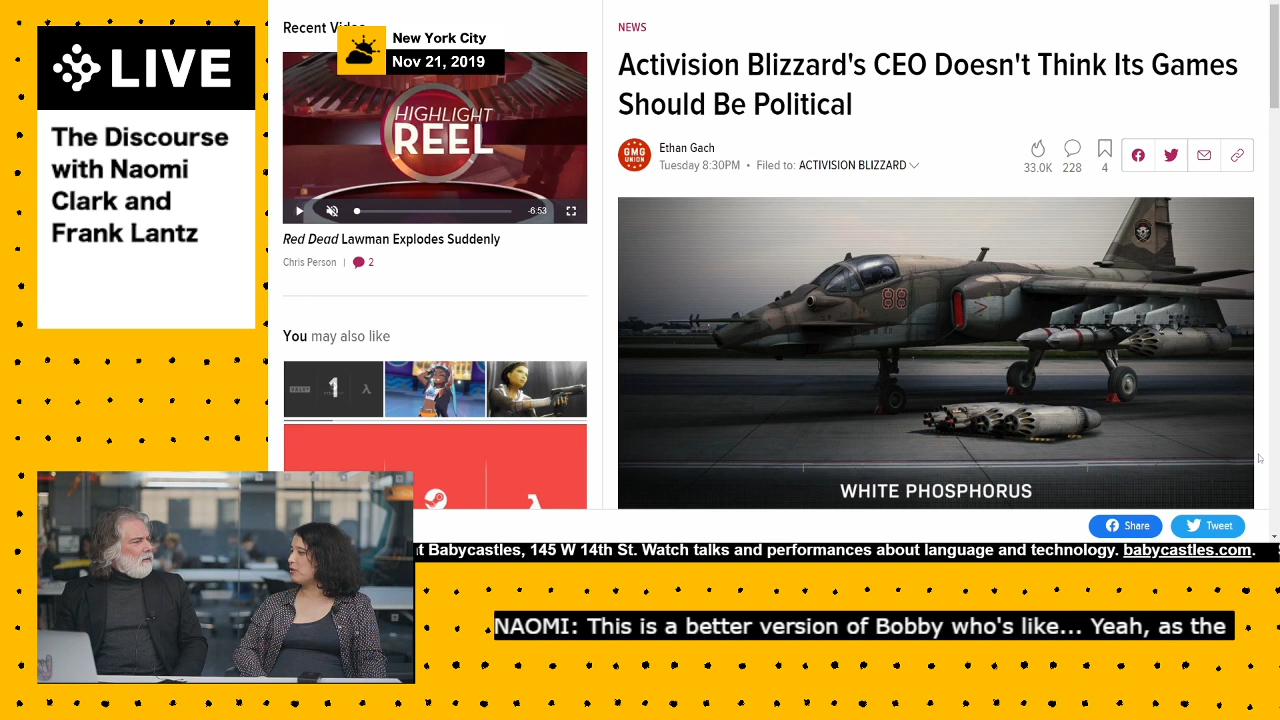 LIVE
The Discourse
with Naomi
Clark and
Frank Lantz
Recent Video
New York City
Nov 21, 2019
HIGHLIGHT
REEL
-6:53
Red Dead Lawman Explodes Suddenly
Chris Person | 2
You may also like
VALVE 1 λ
NEWS
Activision Blizzard's CEO Doesn't Think Its Games
Should Be Political
GMG
UNION
Ethan Gach
Tuesday 8:30PM • Filed to: ACTIVISION BLIZZARD
33.0K 228 4
88
WHITE PHOSPHORUS
Share Tweet
t Babycastles, 145 W 14th St. Watch talks and performances about language and technology. babycastles.com.
NAOMI: This is a better version of Bobby who's like... Yeah, as the